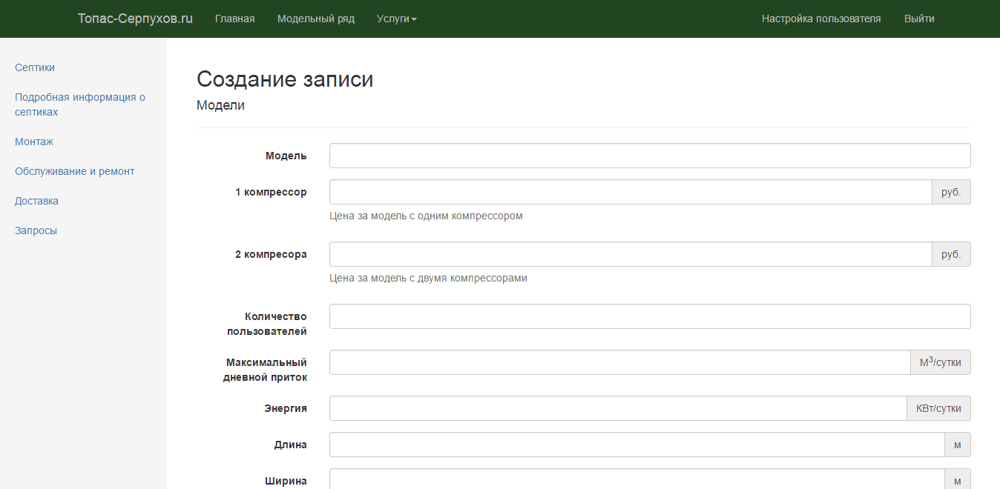 Топас-Серпухов.ru Главная Модельный ряд Услуги Настройка пользователя Выйти
Септики
Подробная информация о
септиках
Монтаж
Обслуживание и ремонт
Доставка
Запросы
Создание записи
Модели
Модель
1 компрессор руб.
Цена за модель с одним компрессором
2 компресора руб.
Цена за модель с двумя компрессорами
Количество
пользователей
Максимальный
дневной приток
М³/сутки
Энергия КВт/сутки
Длина м
Ширина м